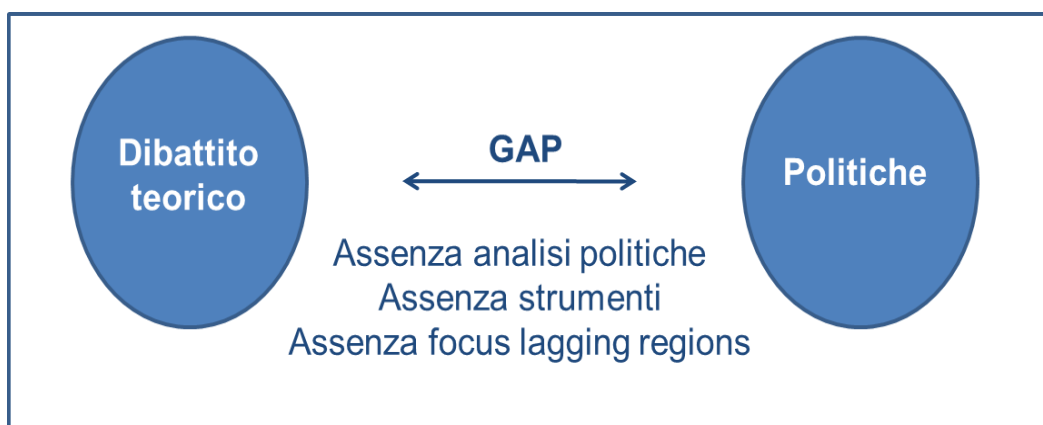 Dibattito
teorico
GAP
Politiche
Assenza analisi politiche
Assenza strumenti
Assenza focus lagging regions